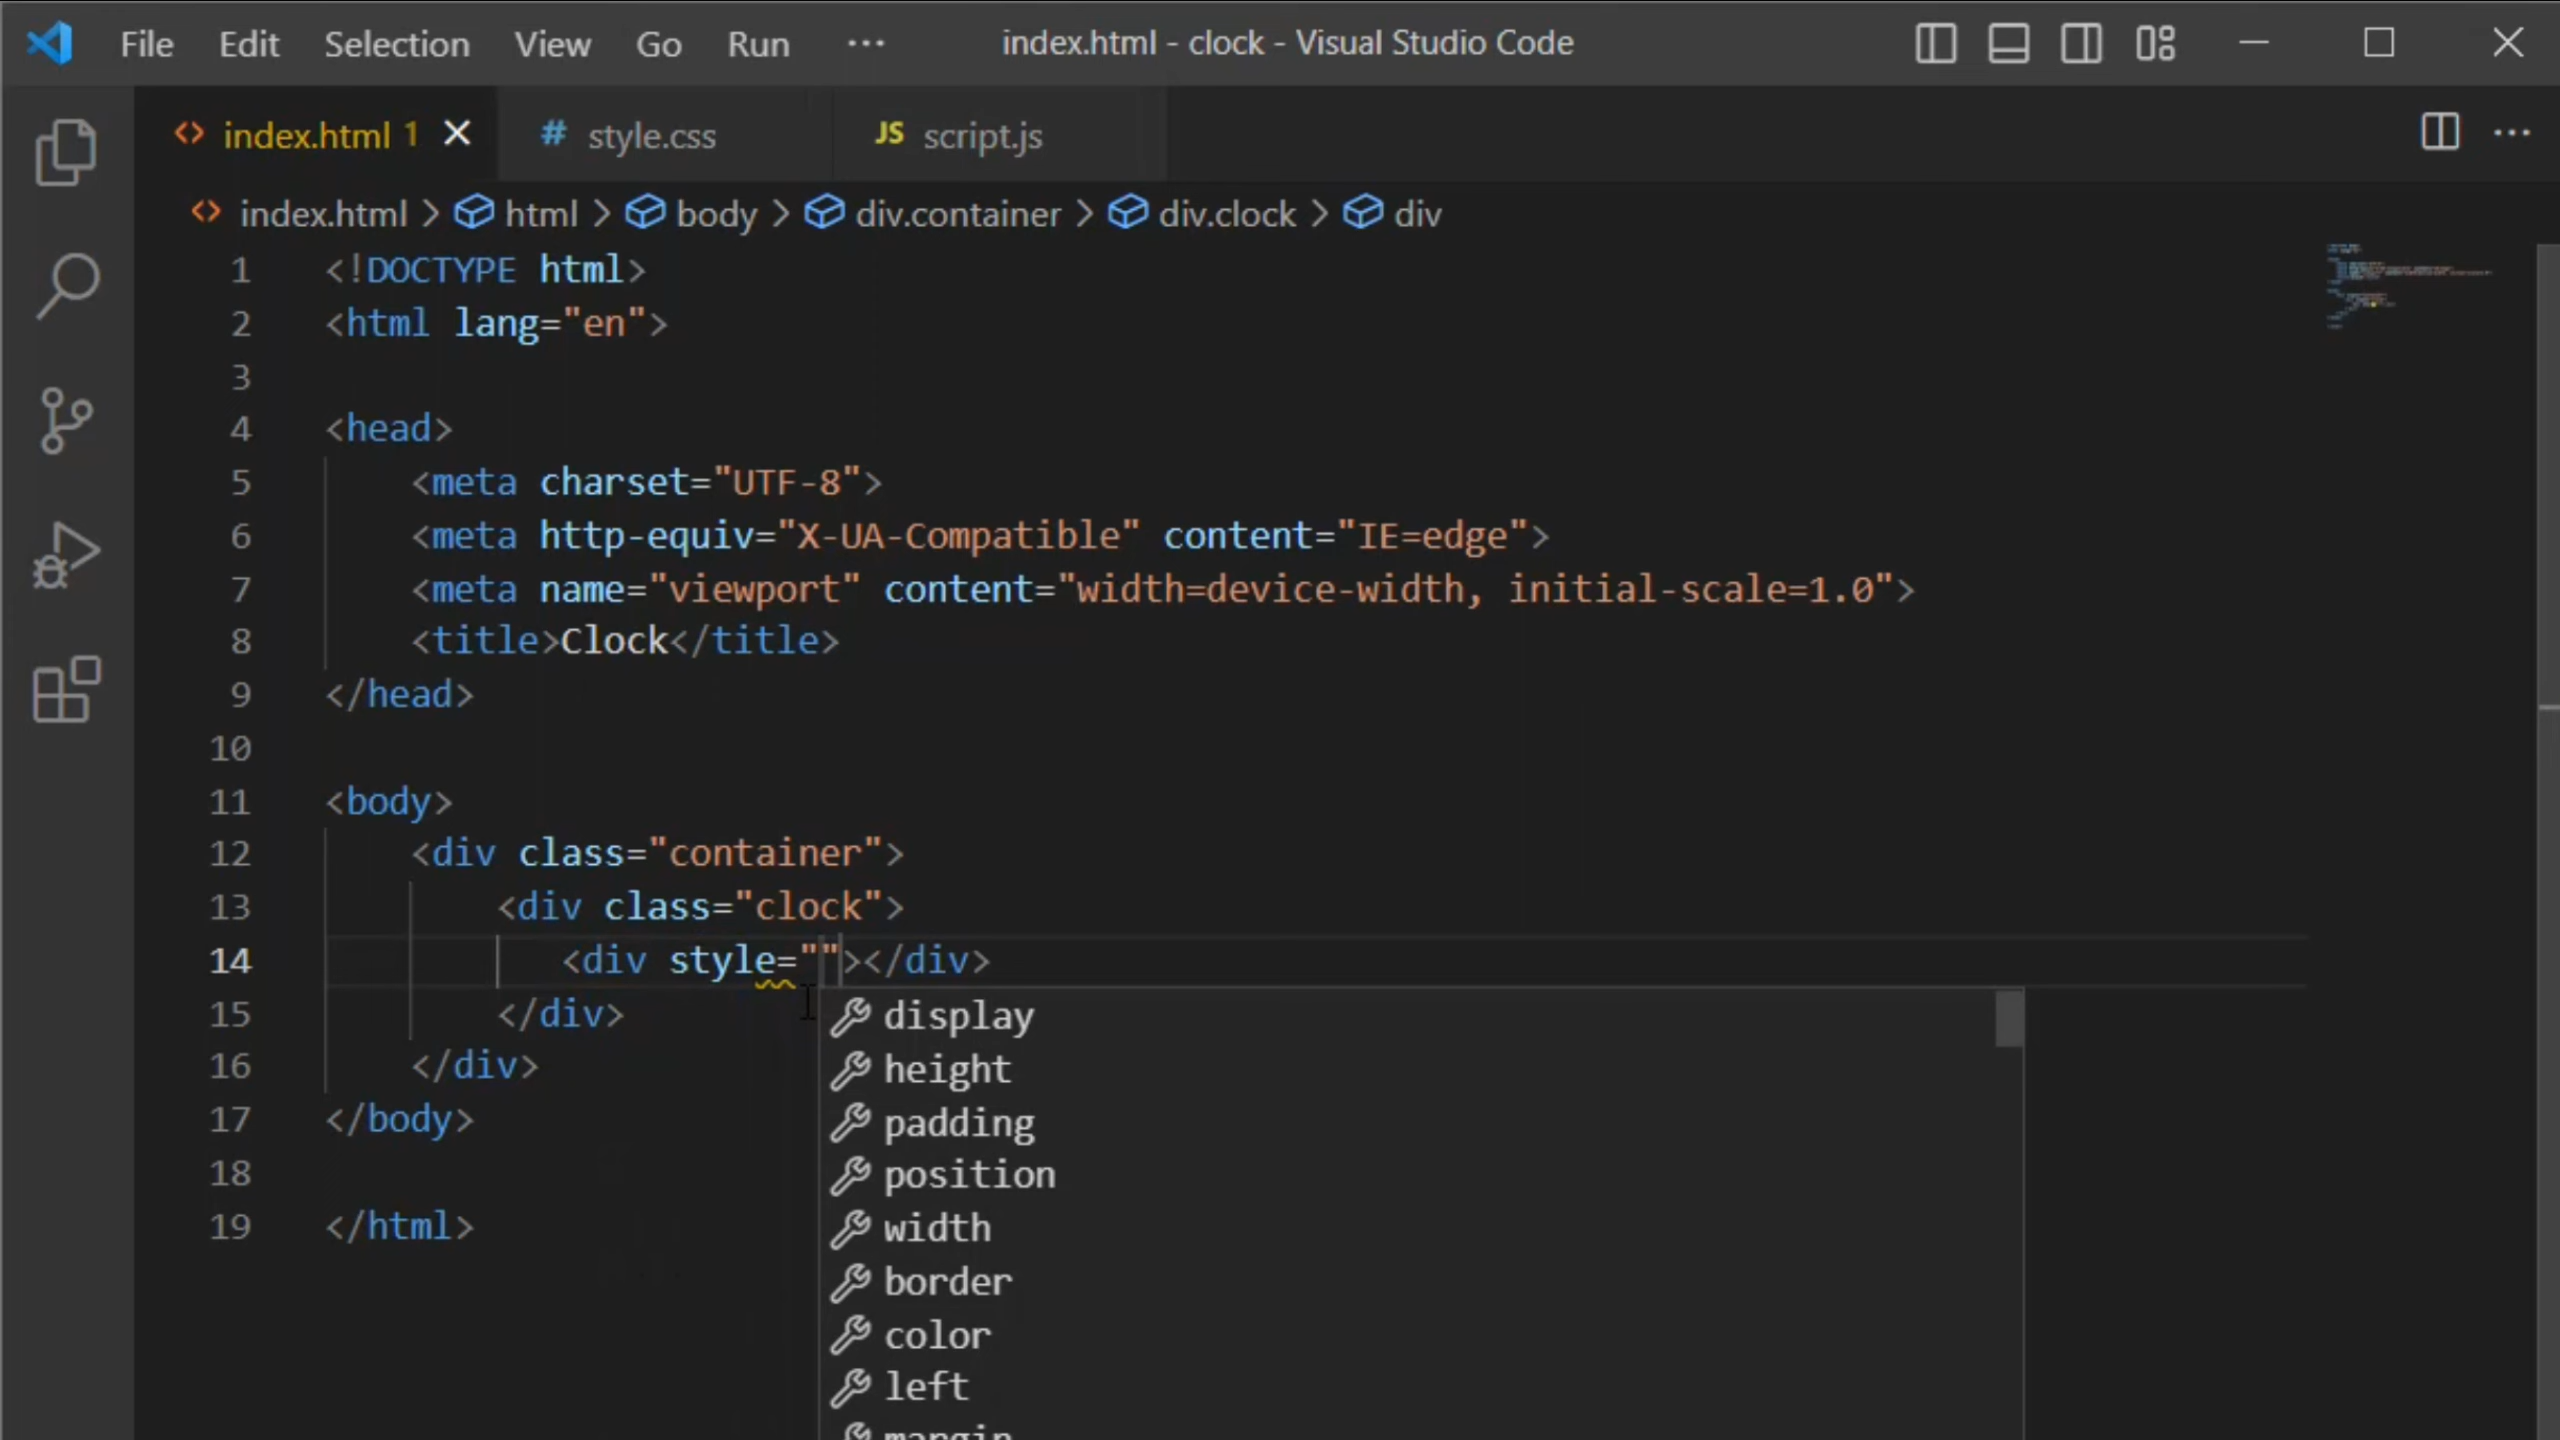 File Edit Selection View Go Run ··· index.html - clock - Visual Studio Code
index.html 1 style.css JS script.js
index.html > html > body > div.container > div.clock > div
1 <!DOCTYPE html>
2 <html lang="en">
3
4 <head>
5 <meta charset="UTF-8">
6 <meta http-equiv="X-UA-Compatible" content="IE=edge">
7 <meta name="viewport" content="width=device-width, initial-scale=1.0">
8 <title>Clock</title>
9 </head>
10
11 <body>
12 <div class="container">
13 <div class="clock">
14 <div style=""></div>
15 </div>
16 </div>
17 </body>
18
19 </html>
display
height
padding
position
width
border
color
left
margin